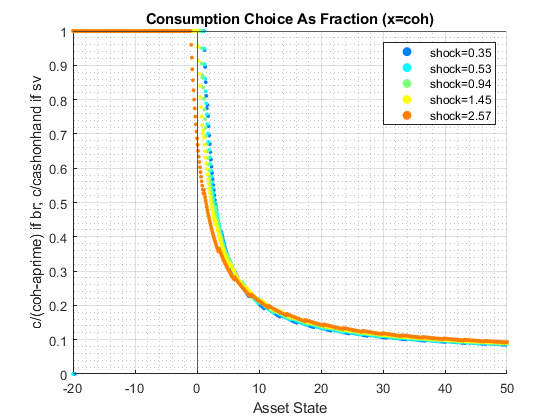 Consumption Choice As Fraction (x=coh)
c/(coh-aprime) if br, c/cashonhand if sv
1
0.9
0.8
0.7
0.6
0.5
0.4
0.3
0.2
0.1
0
-20
-10
0
10
20
30
40
50
Asset State
shock=0.35
shock=0.53
shock=0.94
shock=1.45
shock=2.57